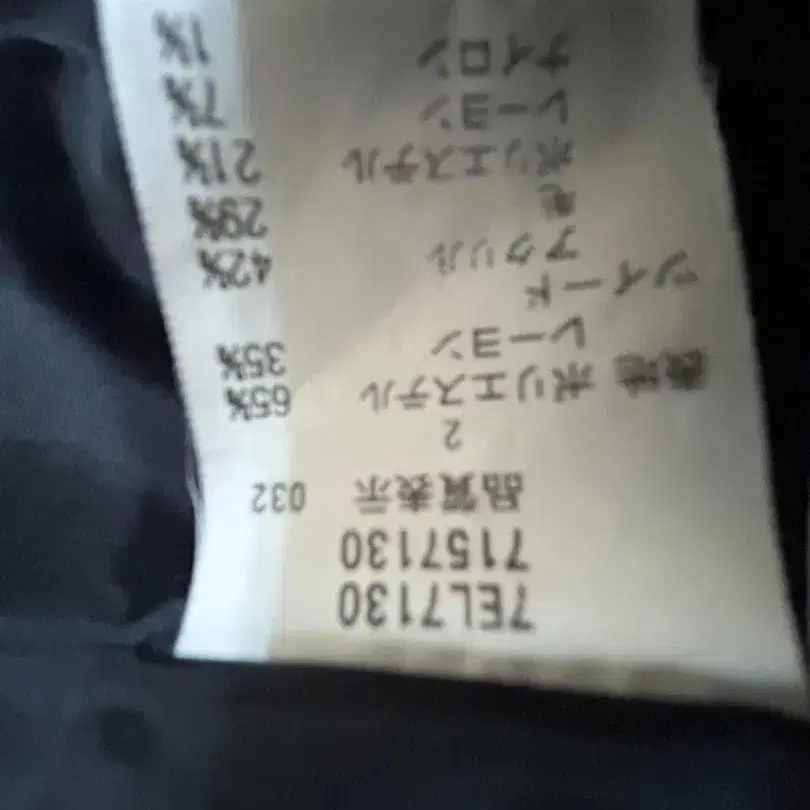 7EL7130
7157130
品質表示 032
2
表地 ポリエステル 65%
レーヨン 35%
ツイード
アクリル 42%
毛 29%
ポリエステル 21%
レーヨン 7%
ナイロン 1%